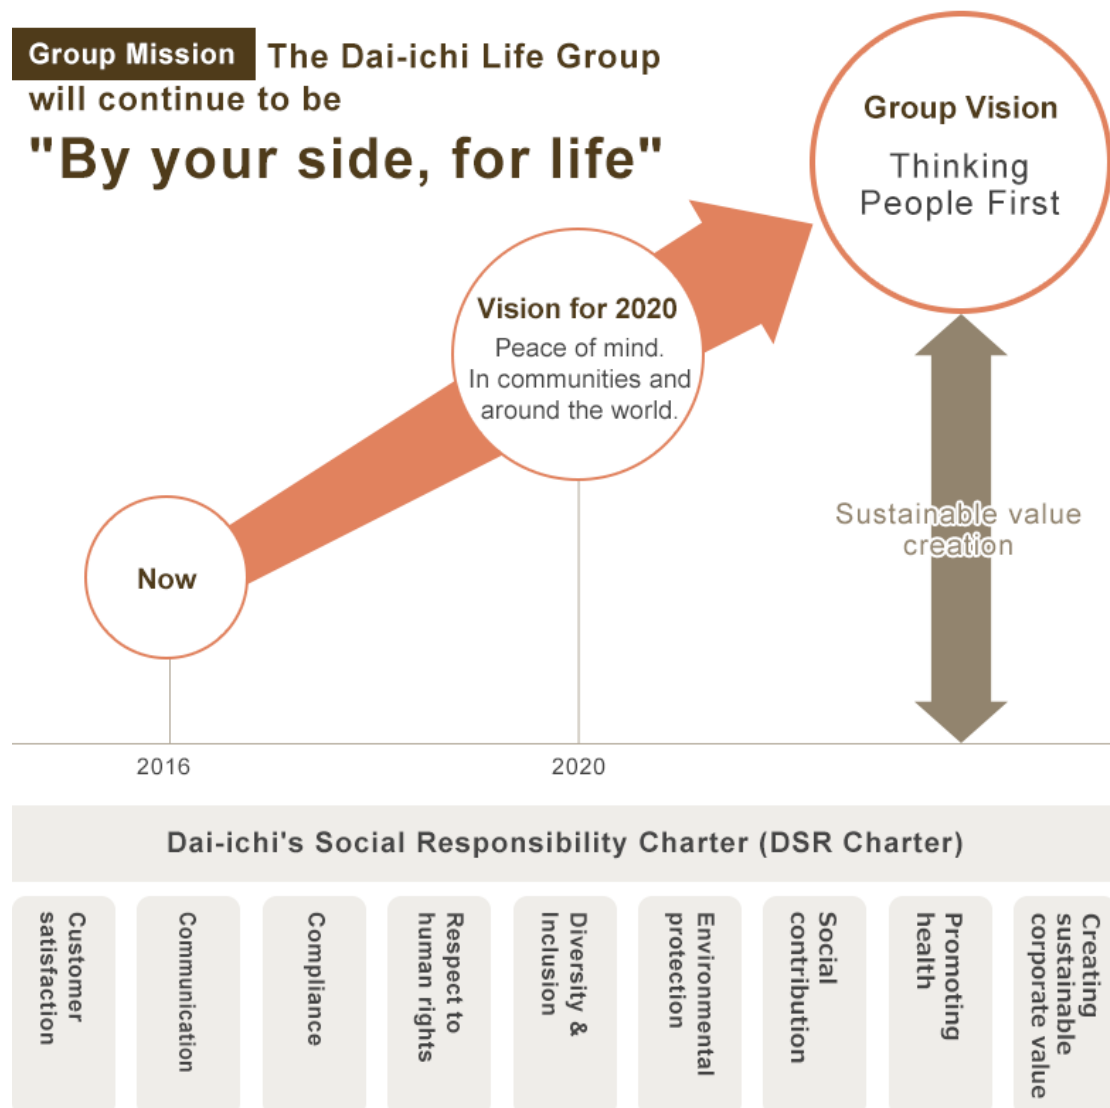 Group Mission The Dai-ichi Life Group
will continue to be
"By your side, for life"
Group Vision
Thinking
People First
Vision for 2020
Peace of mind.
In communities and
around the world.
Now
Sustainable value
creation
2016
2020
Dai-ichi's Social Responsibility Charter (DSR Charter)
Customer
satisfaction
Communication
Compliance
Respect to
human rights
Diversity &
Inclusion
Environmental
protection
Social
contribution
Promoting
health
Creating
sustainable
corporate value